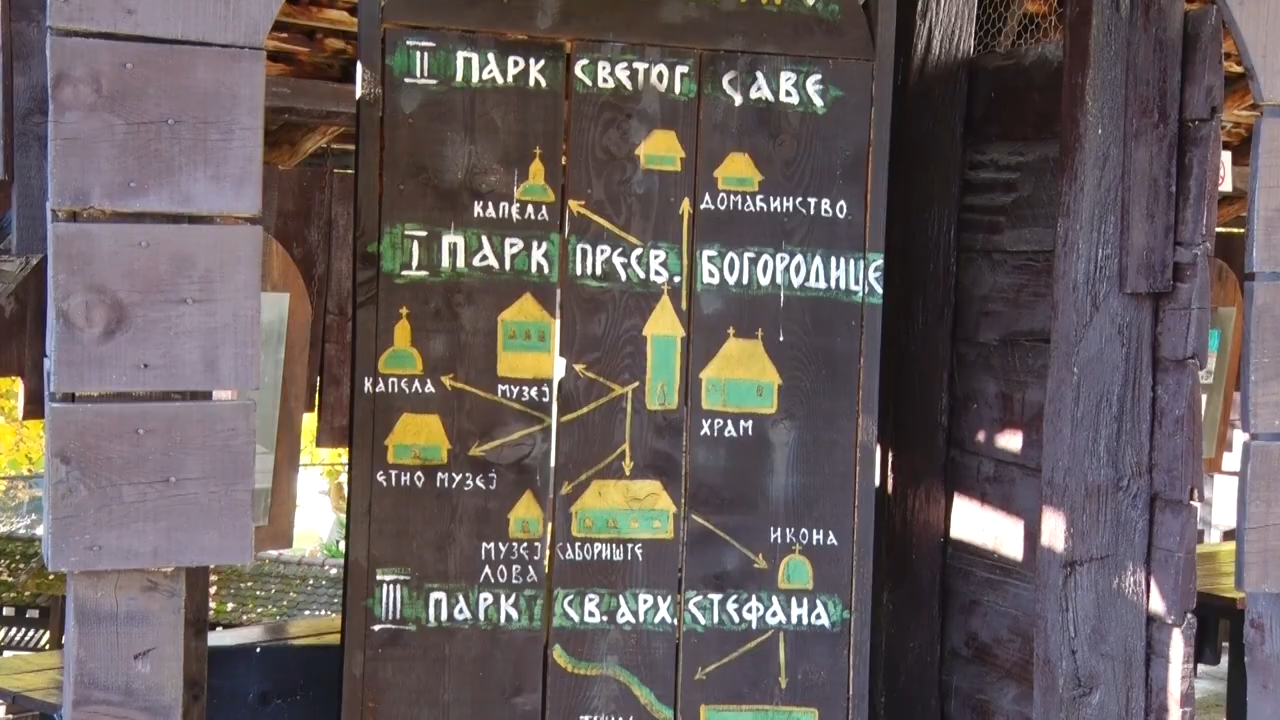 II ПАРК СВЕТОГ САВЕ
КАПЕЛА
ДОМАЋИНСТВО
I ПАРК ПРЕСВ. БОГОРОДИЦЕ
КАПЕЛА
МУЗЕЈ
ХРАМ
ЕТНО МУЗЕЈ
ИКОНА
МУЗЕЈ ЛОВА
САБОРИШТЕ
III ПАРК СВ. АРХ. СТЕФАНА